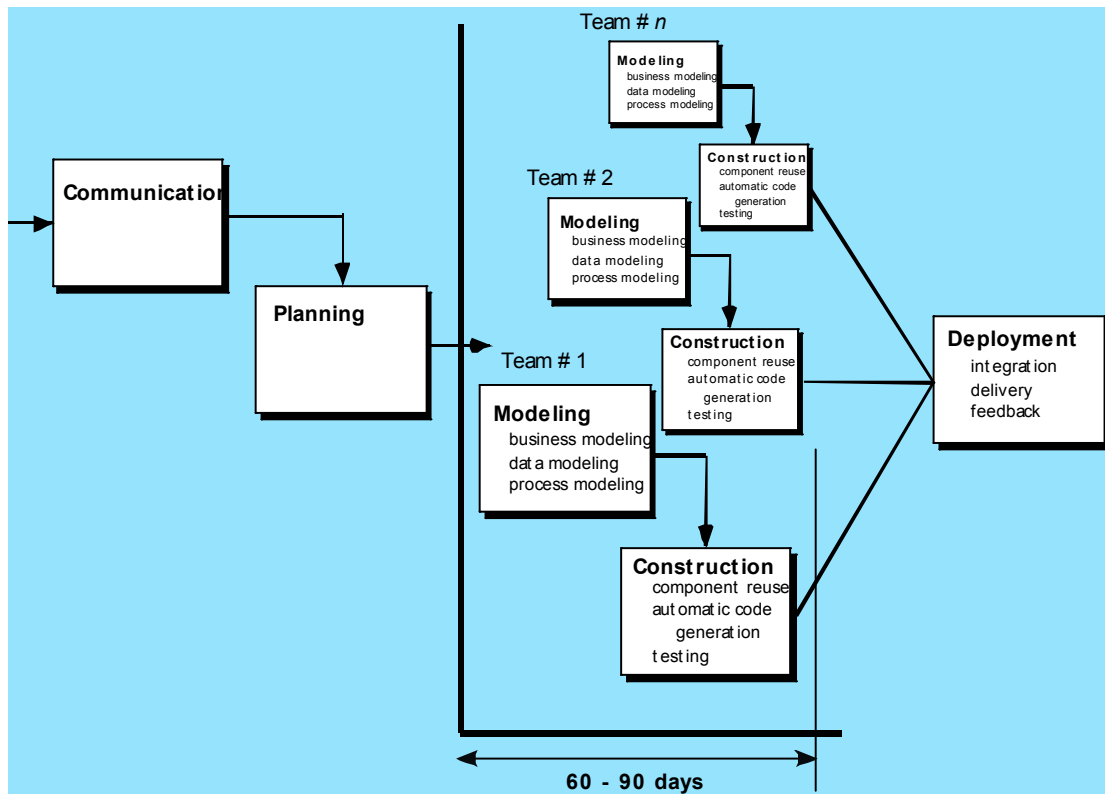 Team # n
Modeling
business modeling
data modeling
process modeling
Construction
component reuse
automatic code
generation
testing
Communication
Team # 2
Modeling
business modeling
data modeling
process modeling
Planning
Construction
component reuse
automatic code
generation
testing
Team # 1
Modeling
business modeling
data modeling
process modeling
Construction
component reuse
automatic code
generation
testing
Deployment
integration
delivery
feedback
60 - 90 days